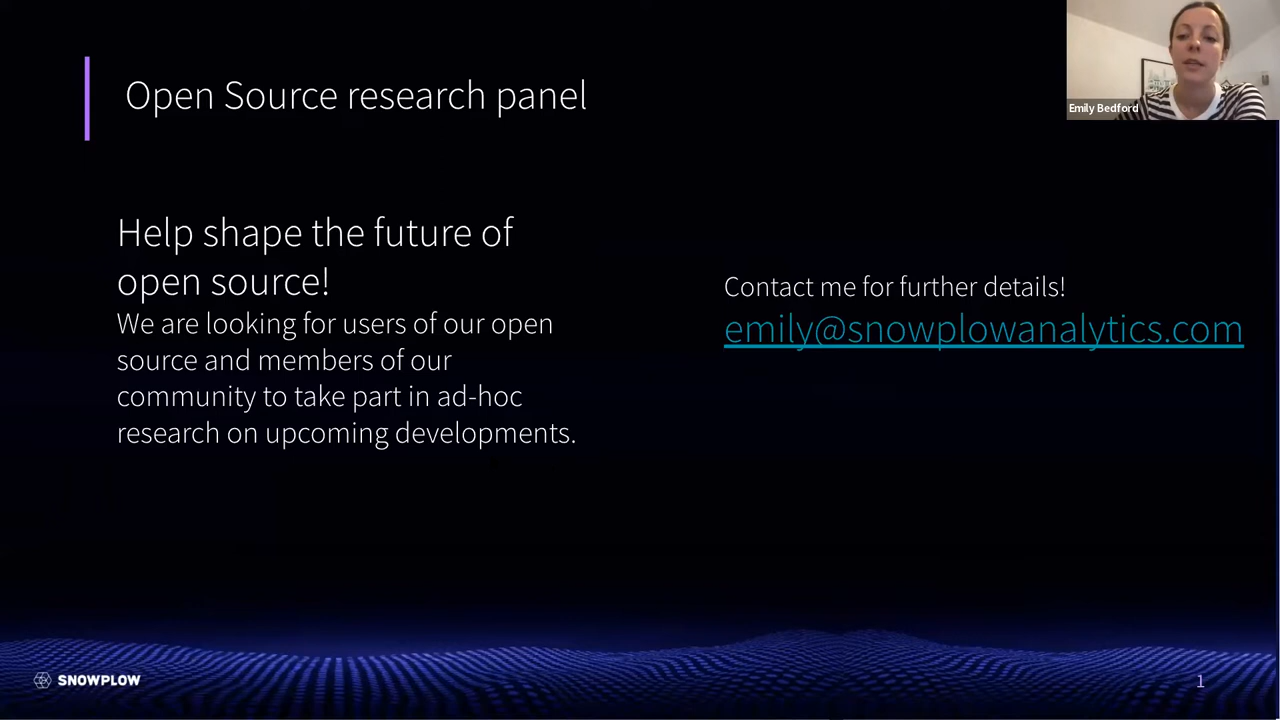 Open Source research panel
Emily Bedford
Help shape the future of
open source!
We are looking for users of our open
source and members of our
community to take part in ad-hoc
research on upcoming developments.
Contact me for further details!
emily@snowplowanalytics.com
SNOWPLOW
1